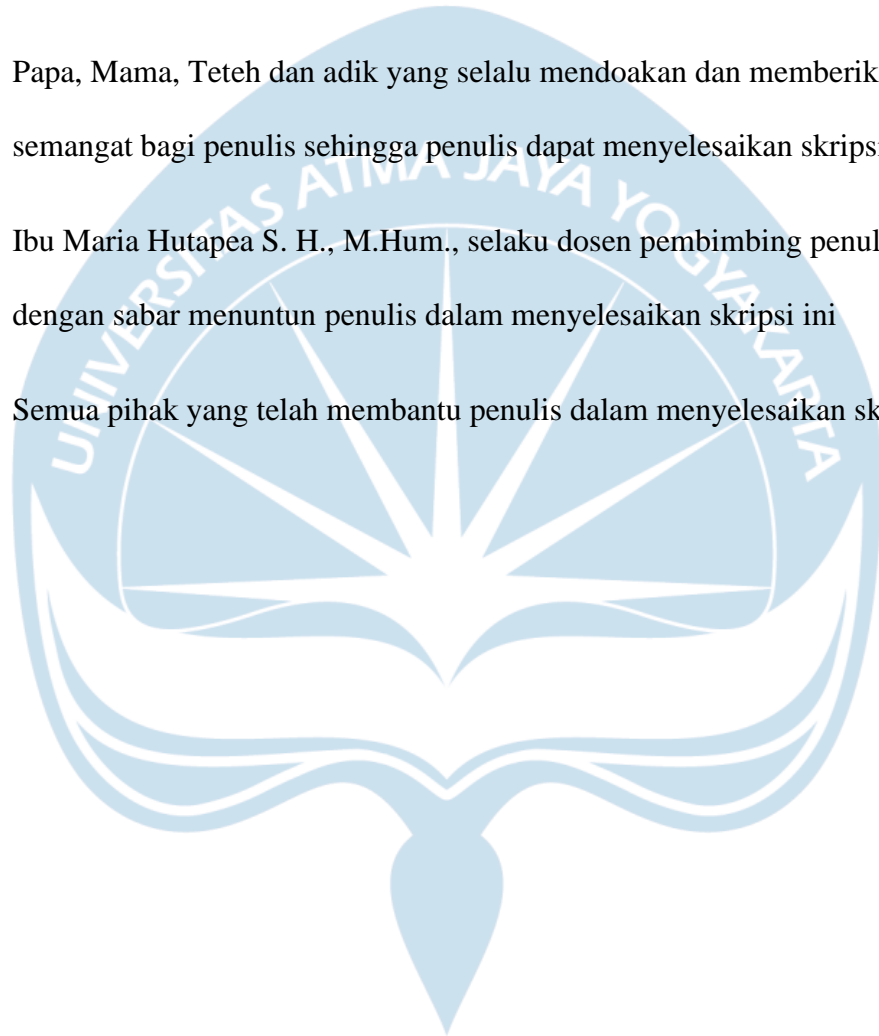 Papa, Mama, Teteh dan adik yang selalu mendoakan dan memberik
semangat bagi penulis sehingga penulis dapat menyelesaikan skripsi
UNIVERSITAS ATMA JAYA YOGYAKARTA
Ibu Maria Hutapea S. H., M.Hum., selaku dosen pembimbing penul
dengan sabar menuntun penulis dalam menyelesaikan skripsi ini
Semua pihak yang telah membantu penulis dalam menyelesaikan sk